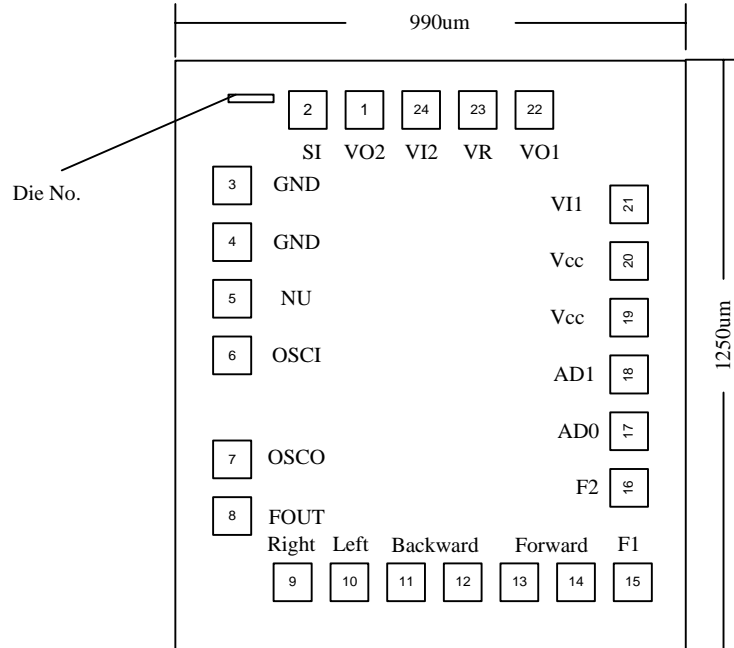 990um
2 1 24 23 22
SI VO2 VI2 VR VO1
Die No.
3 GND
VI1 21
4 GND
Vcc 20
5 NU
Vcc 19
6 OSCI
AD1 18
1250um
AD0 17
7 OSCO
F2 16
8 FOUT
Right Left Backward Forward F1
9 10 11 12 13 14 15